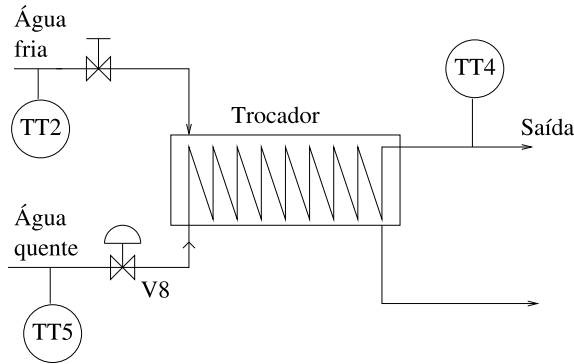 Água
fria
TT2
Trocador
TT4
Saída
Água
quente
V8
TT5